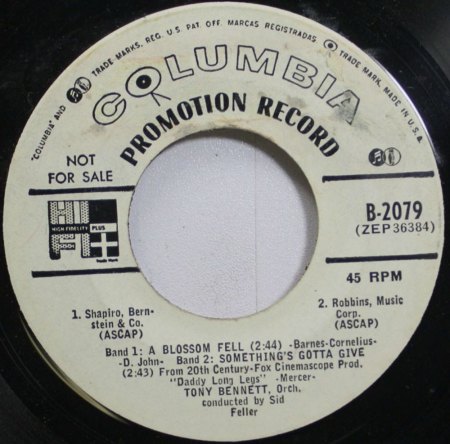 "COLUMBIA" AND TRADE MARKS, REG. U.S. PAT. OFF. MARCAS REGISTRADAS. TRADE MARK. MADE IN U.S.A.
COLUMBIA
PROMOTION RECORD
NOT
FOR SALE
HI
HIGH FIDELITY PLUS
FI
Trade Mark
B-2079
(ZEP 36384)
45 RPM
1. Shapiro, Bern-
stein & Co.
(ASCAP)
2. Robbins, Music
Corp.
(ASCAP)
Band 1: A BLOSSOM FELL (2:44) -Barnes-Cornelius-
-D. John- Band 2: SOMETHING'S GOTTA GIVE
(2:43) From 20th Century-Fox Cinemascope Prod.
"Daddy Long Legs" -Mercer-
TONY BENNETT, Orch.
conducted by Sid
Feller